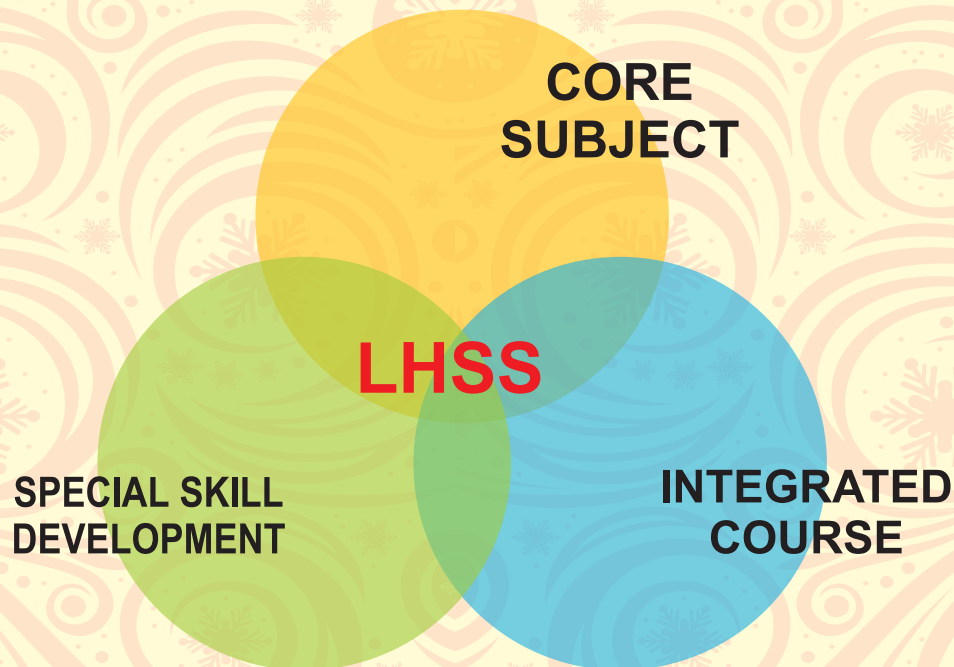 CORE
SUBJECT
LHSS
SPECIAL SKILL
DEVELOPMENT
INTEGRATED
COURSE